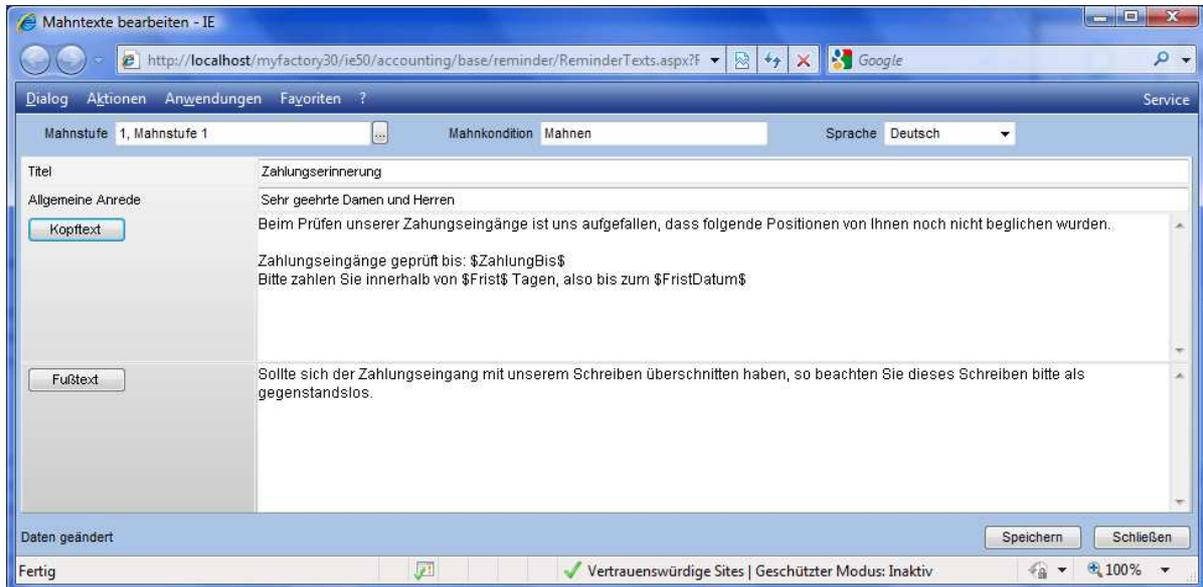 Mahntexte bearbeiten - IE
http://localhost/myfactory30/ie50/accounting/base/reminder/ReminderTexts.aspx?F
Google
Dialog Aktionen Anwendungen Favoriten ? Service
Mahnstufe 1, Mahnstufe 1 ... Mahnkondition Mahnen Sprache Deutsch
Titel Zahlungserinnerung
Allgemeine Anrede Sehr geehrte Damen und Herren
Kopftext
Beim Prüfen unserer Zahungseingänge ist uns aufgefallen, dass folgende Positionen von Ihnen noch nicht beglichen wurden.
Zahlungseingänge geprüft bis: $ZahlungBis$
Bitte zahlen Sie innerhalb von $Frist$ Tagen, also bis zum $FristDatum$
Fußtext
Sollte sich der Zahlungseingang mit unserem Schreiben überschnitten haben, so beachten Sie dieses Schreiben bitte als
gegenstandslos.
Daten geändert Speichern Schließen
Fertig Vertrauenswürdige Sites | Geschützter Modus: Inaktiv 100%